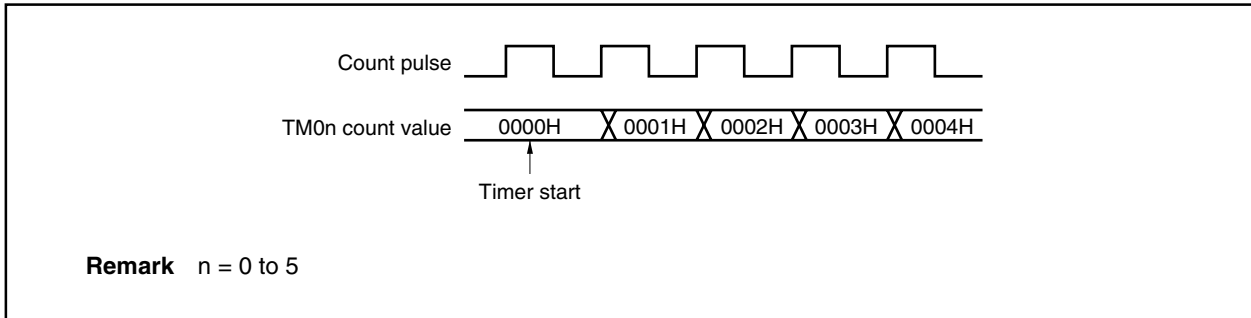 Count pulse
TM0n count value 0000H 0001H 0002H 0003H 0004H
Timer start
Remark n = 0 to 5